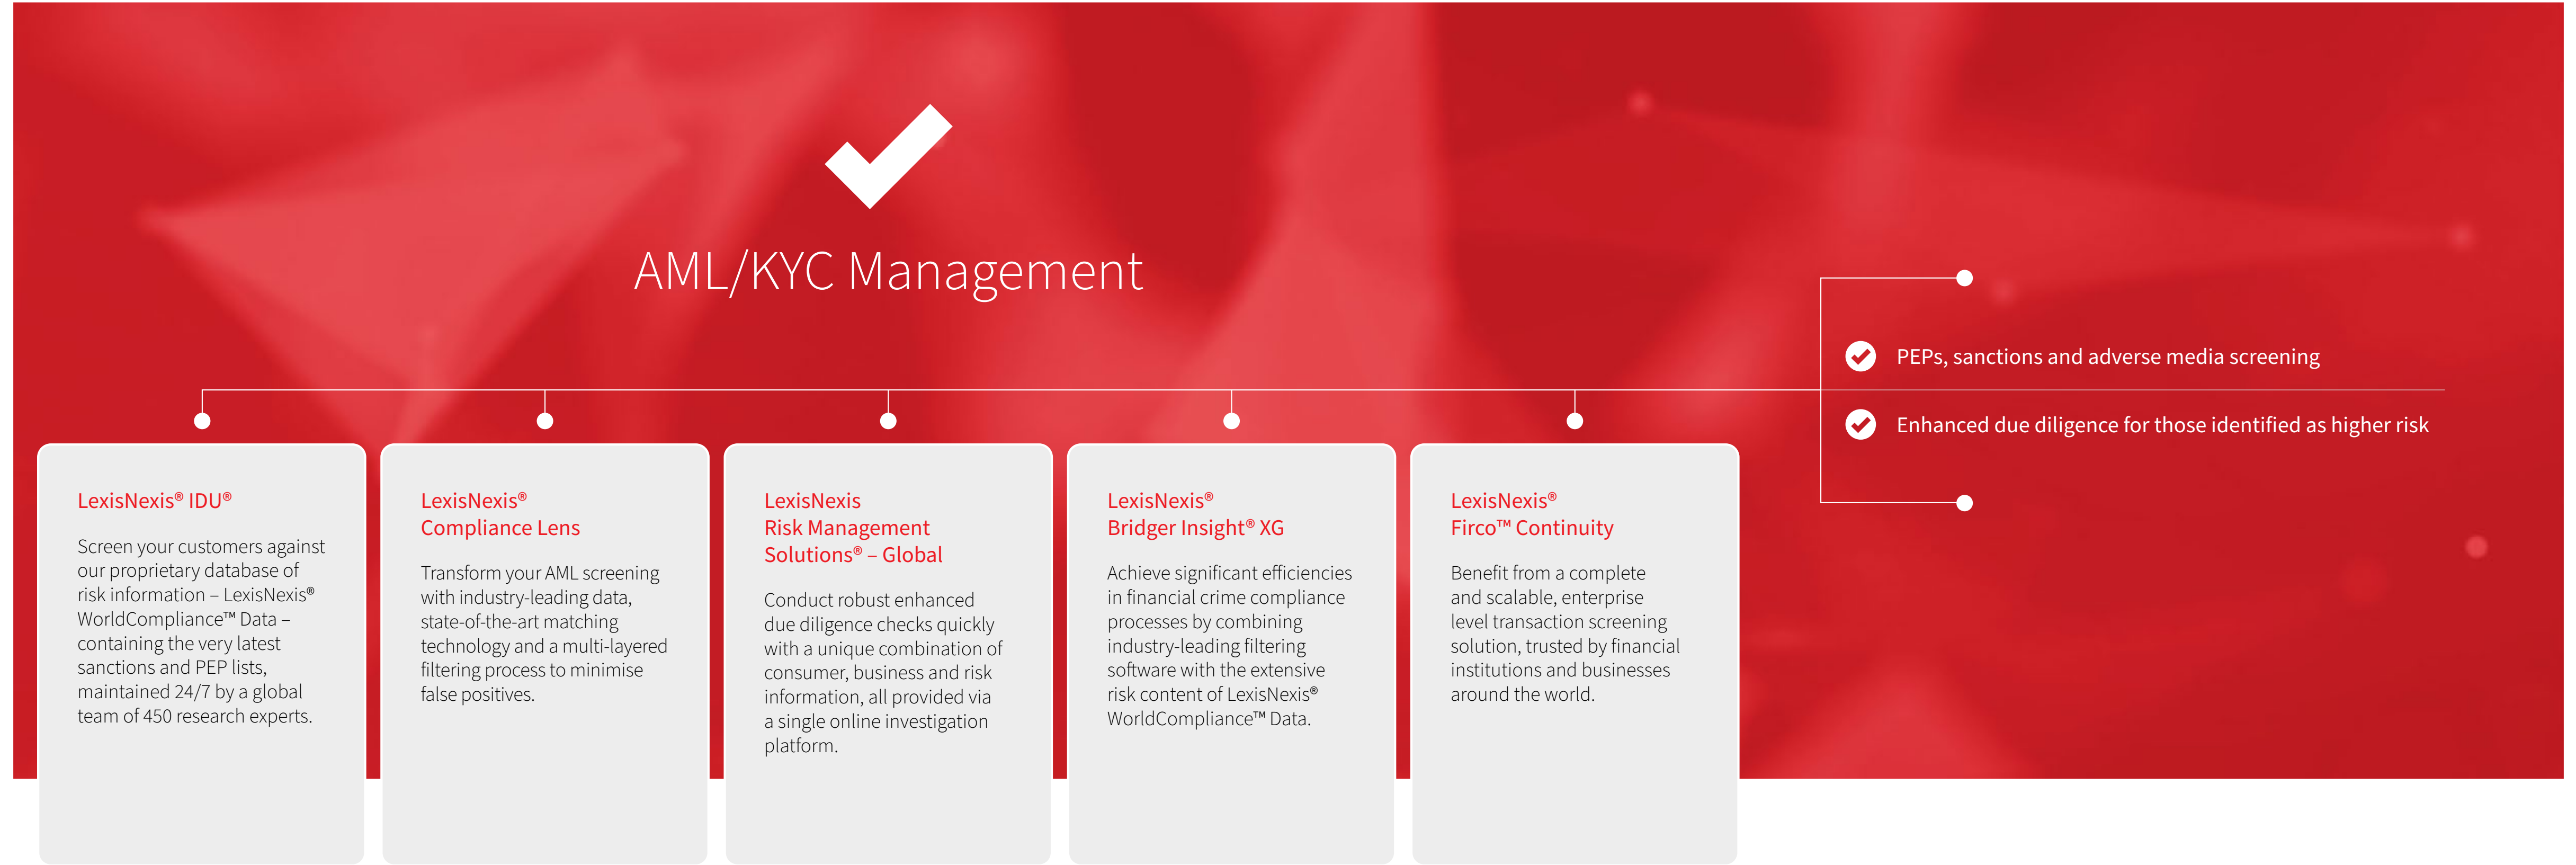 AML/KYC Management
PEPs, sanctions and adverse media screening
Enhanced due diligence for those identified as higher risk
LexisNexis® IDU®
Screen your customers against
our proprietary database of
risk information – LexisNexis®
WorldCompliance™ Data –
containing the very latest
sanctions and PEP lists,
maintained 24/7 by a global
team of 450 research experts.
LexisNexis®
Compliance Lens
Transform your AML screening
with industry-leading data,
state-of-the-art matching
technology and a multi-layered
filtering process to minimise
false positives.
LexisNexis
Risk Management
Solutions® – Global
Conduct robust enhanced
due diligence checks quickly
with a unique combination of
consumer, business and risk
information, all provided via
a single online investigation
platform.
LexisNexis®
Bridger Insight® XG
Achieve significant efficiencies
in financial crime compliance
processes by combining
industry-leading filtering
software with the extensive
risk content of LexisNexis®
WorldCompliance™ Data.
LexisNexis®
Firco™ Continuity
Benefit from a complete
and scalable, enterprise
level transaction screening
solution, trusted by financial
institutions and businesses
around the world.